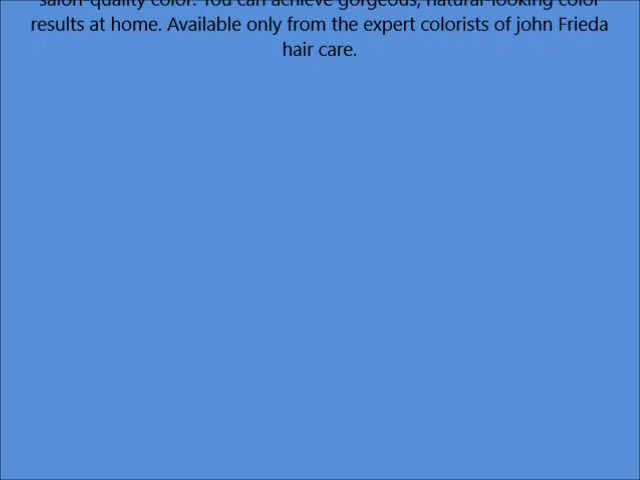 salon-quality color. You can achieve gorgeous, natural-looking color
results at home. Available only from the expert colorists of john Frieda
hair care.